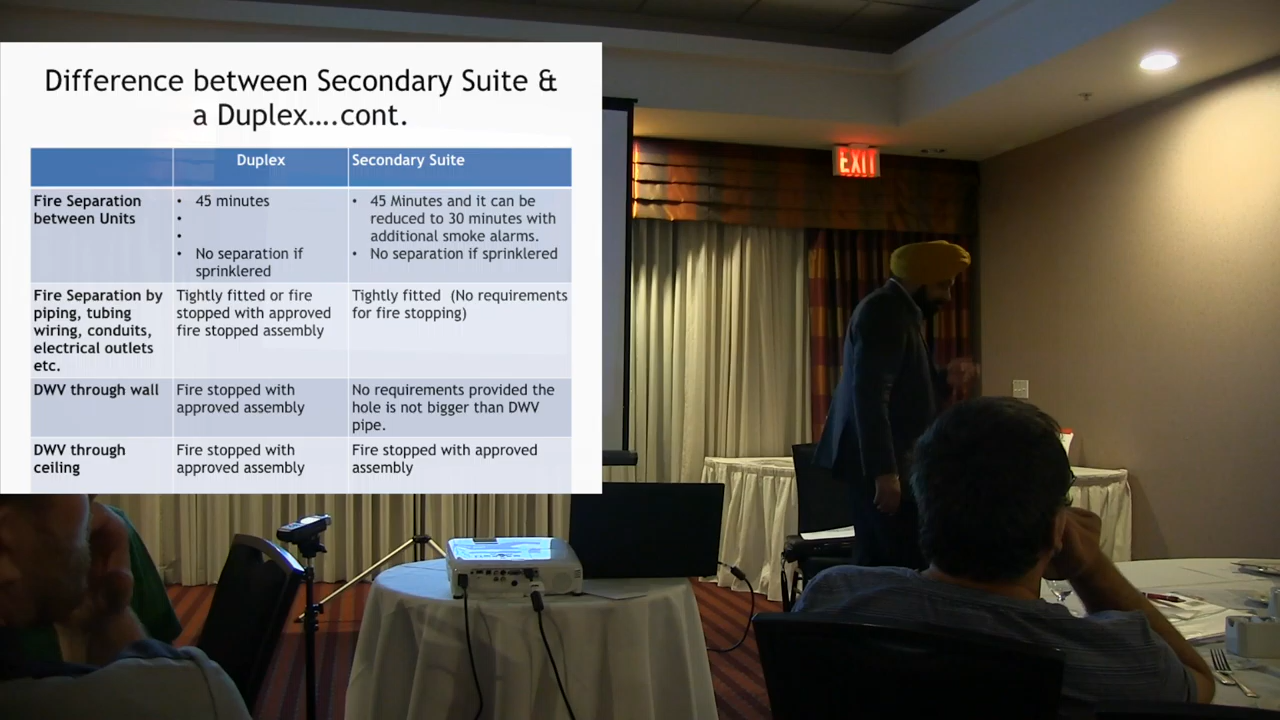 Difference between Secondary Suite &
a Duplex....cont.
Duplex
Secondary Suite
Fire Separation
between Units
• 45 minutes
•
•
• No separation if
sprinklered
• 45 Minutes and it can be
reduced to 30 minutes with
additional smoke alarms.
• No separation if sprinklered
Fire Separation by
piping, tubing
wiring, conduits,
electrical outlets
etc.
Tightly fitted or fire
stopped with approved
fire stopped assembly
Tightly fitted (No requirements
for fire stopping)
DWV through wall
Fire stopped with
approved assembly
No requirements provided the
hole is not bigger than DWV
pipe.
DWV through
ceiling
Fire stopped with
approved assembly
Fire stopped with approved
assembly
EXIT